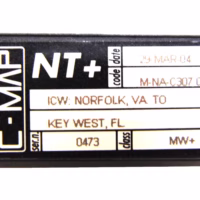 C-MAP
NT+
code date 29-MAR-04
M-NA-C307
ICW: NORFOLK, VA. TO
KEY WEST, FL.
ser.n. 0473 class MW+